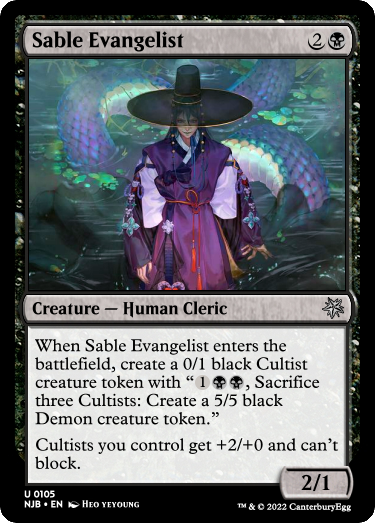 Sable Evangelist 2
Creature — Human Cleric
When Sable Evangelist enters the
battlefield, create a 0/1 black Cultist
creature token with “1, Sacrifice
three Cultists: Create a 5/5 black
Demon creature token.”
Cultists you control get +2/+0 and can’t
block.
2/1
U 0105
NJB • EN HEO YEYOUNG
™ & © 2022 CanterburyEgg